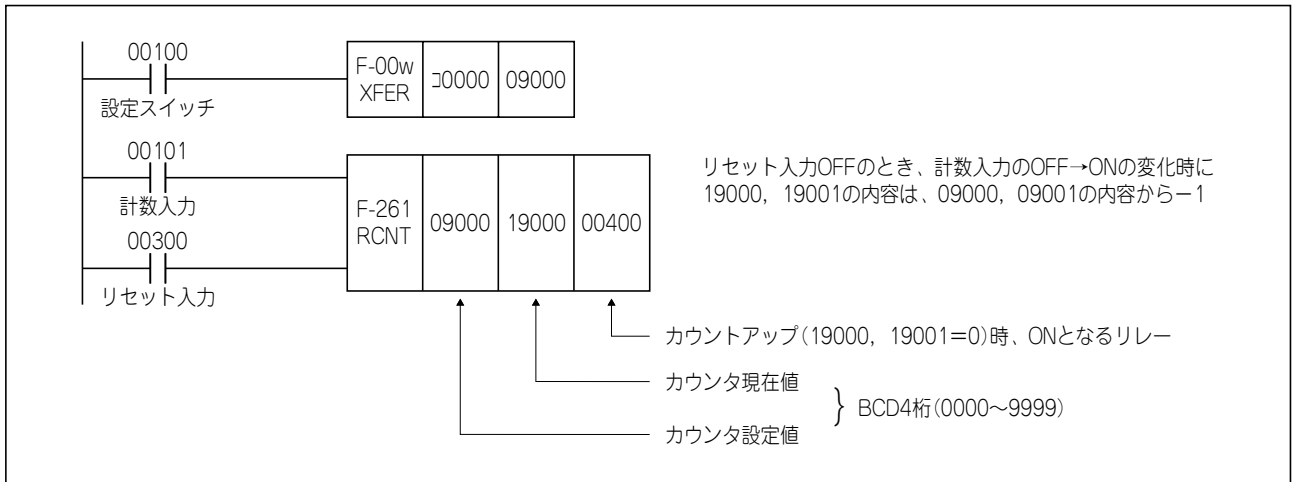 00100
設定スイッチ
F-00w
XFER
コ0000
09000
00101
計数入力
00300
リセット入力
F-261
RCNT
09000
19000
00400
リセット入力OFFのとき、計数入力のOFF→ONの変化時に
19000, 19001の内容は、09000, 09001の内容から−1
カウントアップ(19000, 19001=0)時、ONとなるリレー
カウンタ現在値
カウンタ設定値
BCD4桁(0000〜9999)